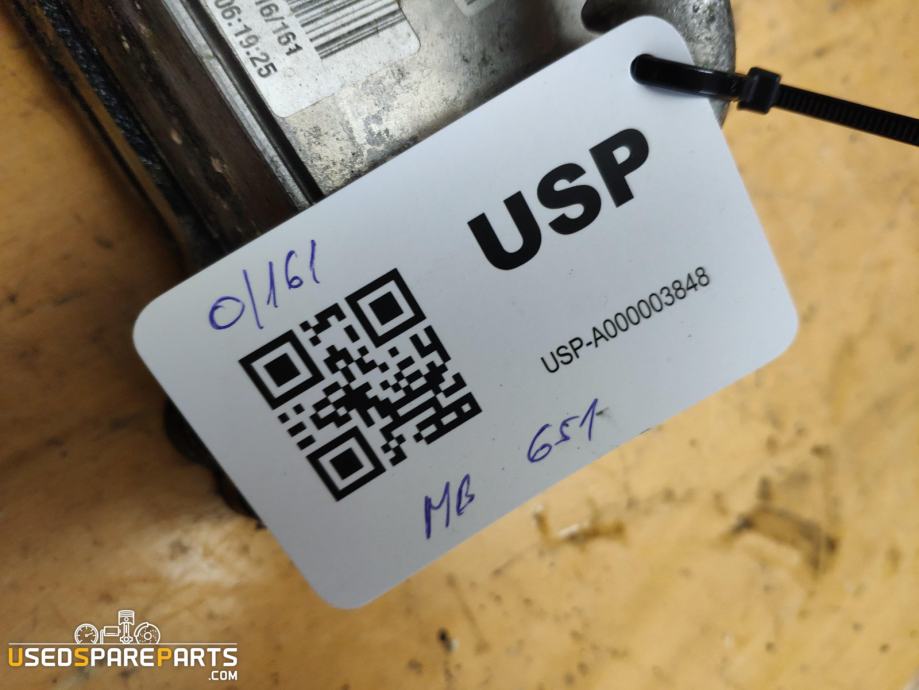 16/161
06:19:25
USP
0/161
USP-A000003848
MB 651
USEDSPAREPARTS
.COM